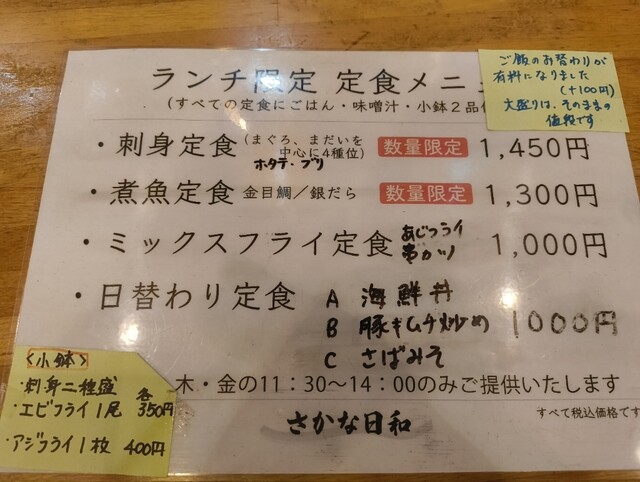 ランチ限定 定食メニュ
(すべての定食にごはん・味噌汁・小鉢2品
ご飯のお替わりが
有料になりました
(+100円)
大盛りは、そのままの
価段です
・刺身定食 (まぐろ、まだいを中心に4種位) 数量限定 1,450円
ホタテ・ブリ
・煮魚定食 金目鯛/銀だら 数量限定 1,300円
・ミックスフライ定食 あじフライ 串カツ 1,000円
・日替わり定食 A 海鮮丼
B 豚キムチ炒め 1000円
C さばみそ
<小鉢>
・刺身二種盛 各
・エビフライ1尾 350円
・アジフライ1枚 400円
木・金の11:30~14:00のみご提供いたします
さかな日和
すべて税込価格です